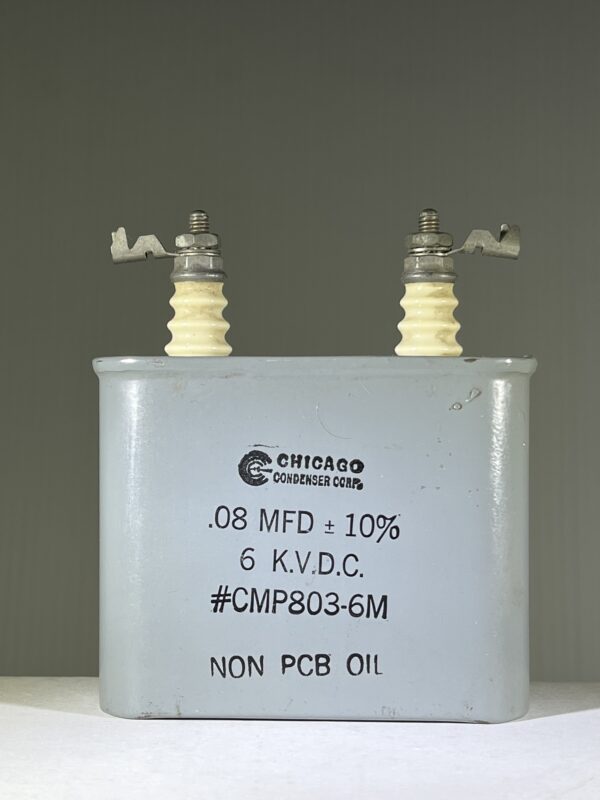 CHICAGO
CONDENSER CORP.
.08 MFD ± 10%
6 K.V.D.C.
#CMP803-6M
NON PCB OIL